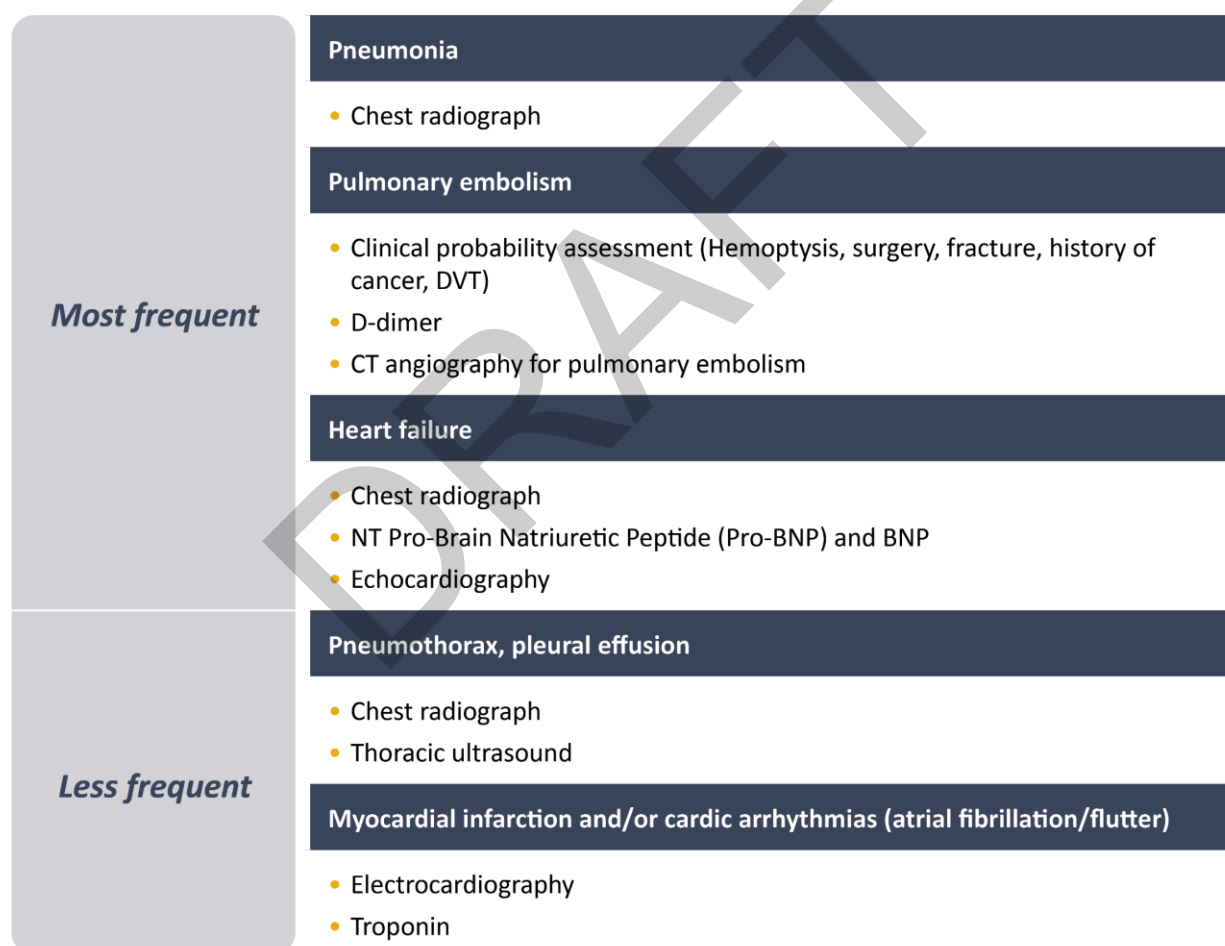 Pneumonia
• Chest radiograph
Pulmonary embolism
• Clinical probability assessment (Hemoptysis, surgery, fracture, history of
cancer, DVT)
• D-dimer
• CT angiography for pulmonary embolism
Most frequent
Heart failure
• Chest radiograph
• NT Pro-Brain Natriuretic Peptide (Pro-BNP) and BNP
• Echocardiography
Pneumothorax, pleural effusion
• Chest radiograph
• Thoracic ultrasound
Less frequent
Myocardial infarction and/or cardic arrhythmias (atrial fibrillation/flutter)
• Electrocardiography
• Troponin
DRAFT